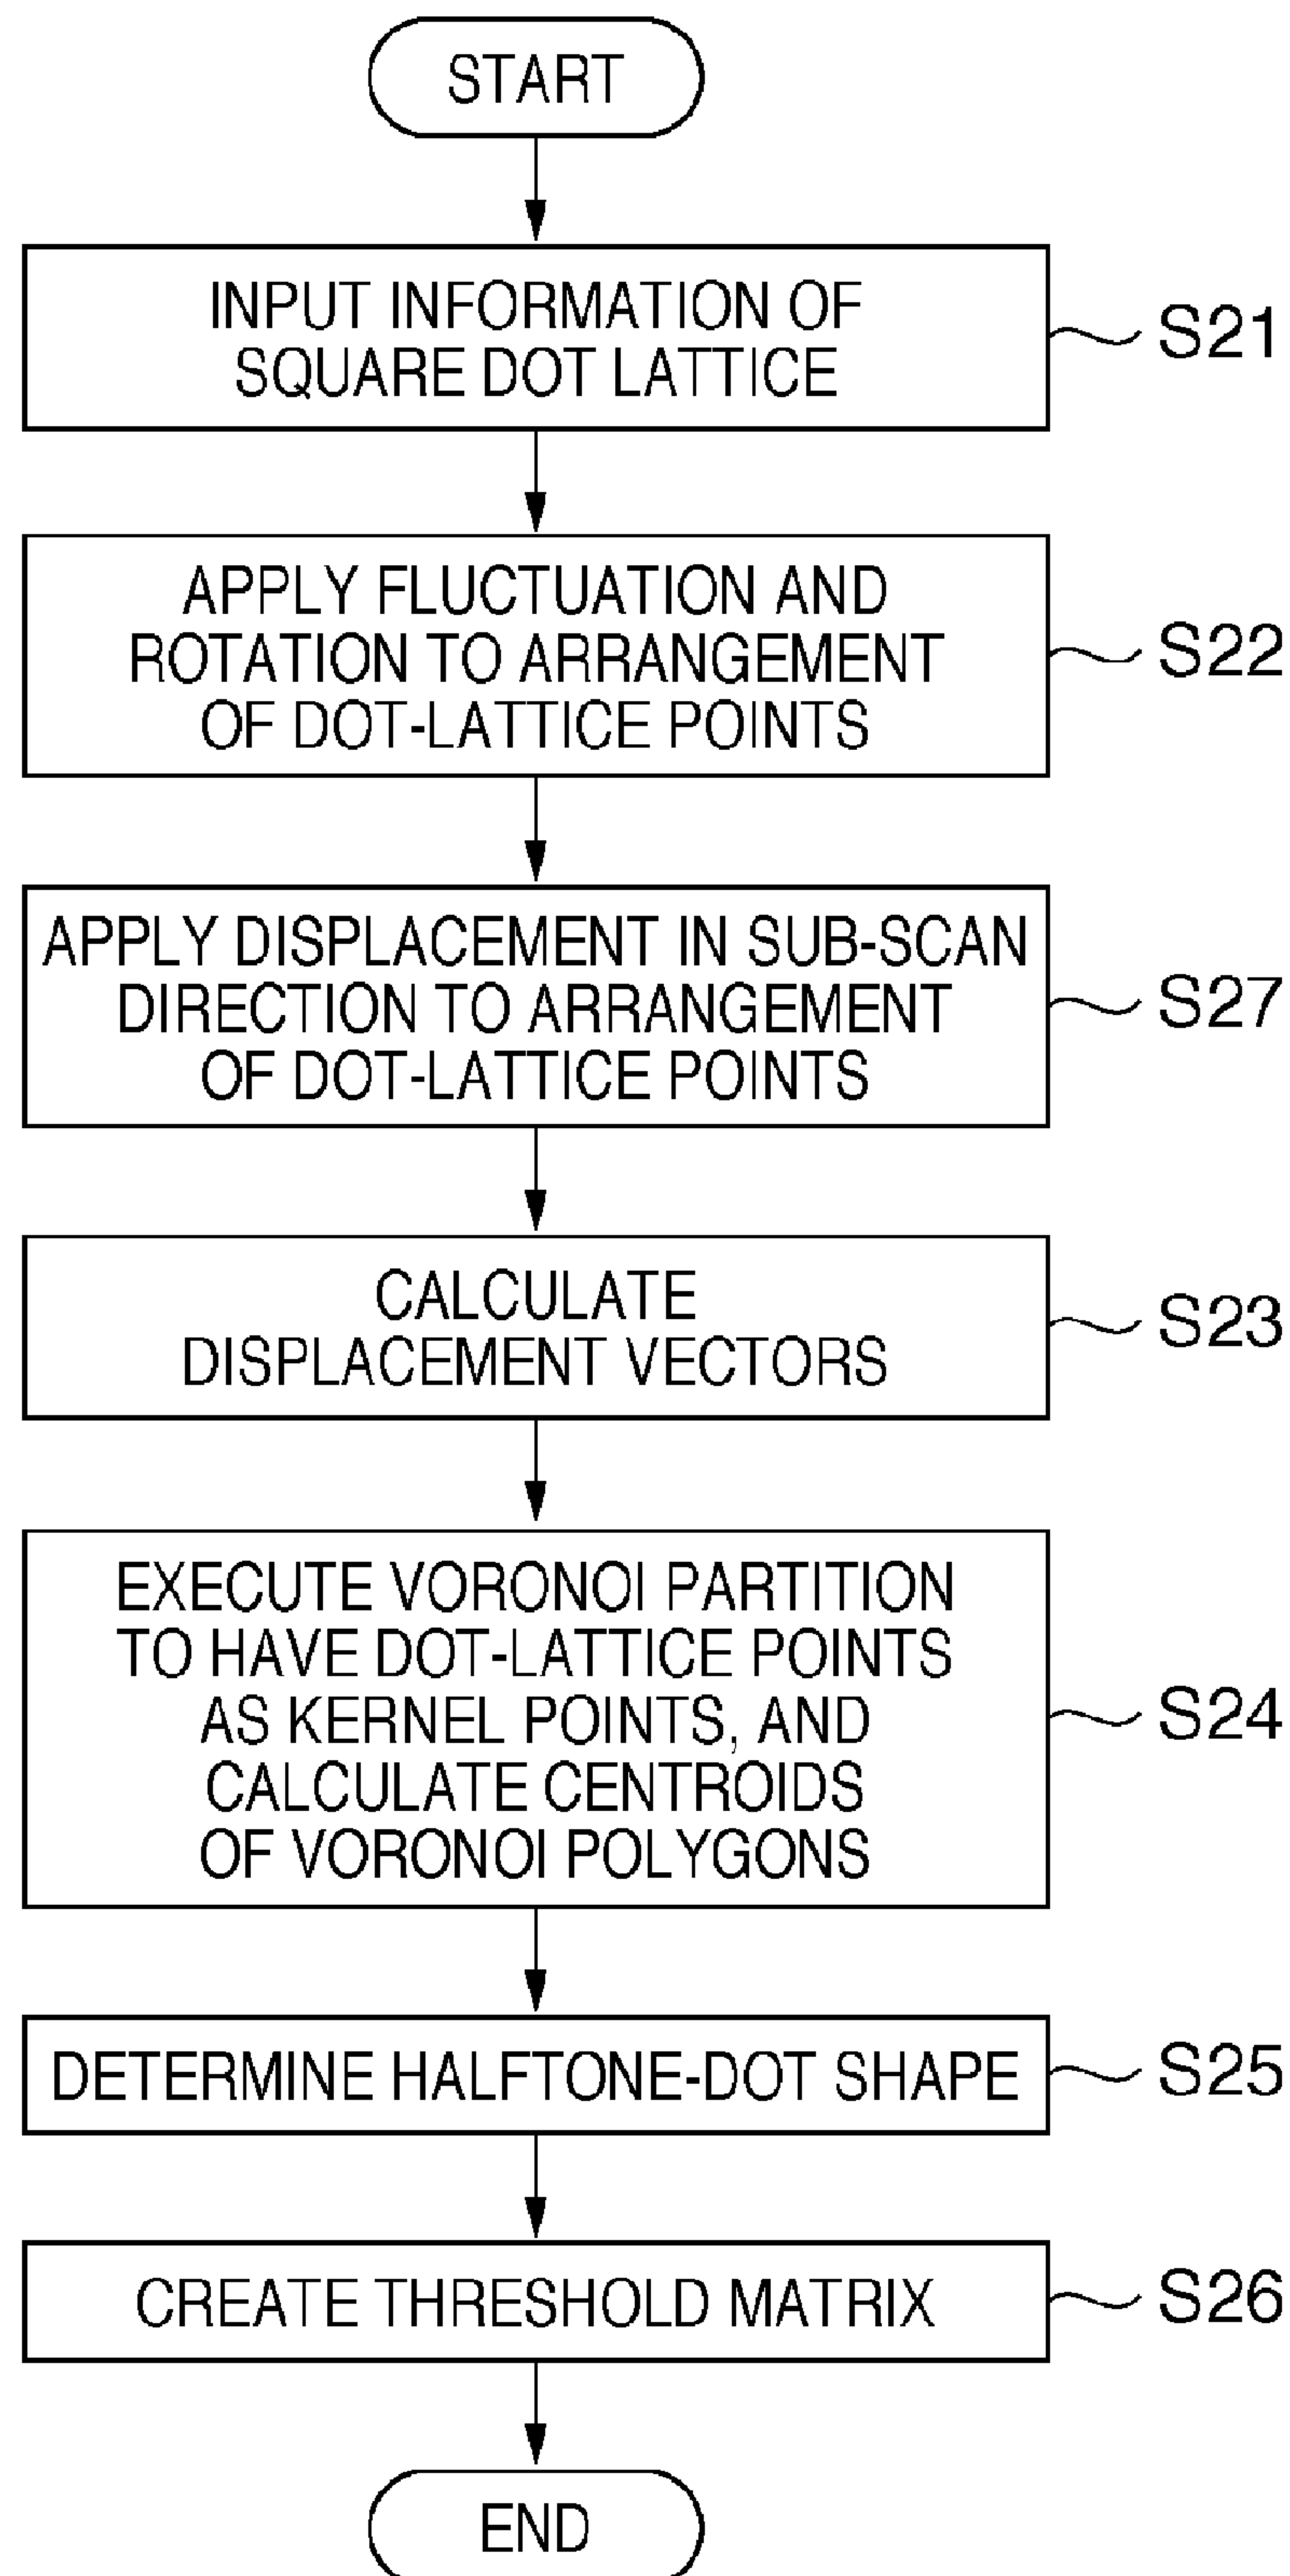 START
INPUT INFORMATION OF
SQUARE DOT LATTICE
S21
APPLY FLUCTUATION AND
ROTATION TO ARRANGEMENT
OF DOT-LATTICE POINTS
S22
APPLY DISPLACEMENT IN SUB-SCAN
DIRECTION TO ARRANGEMENT
OF DOT-LATTICE POINTS
S27
CALCULATE
DISPLACEMENT VECTORS
S23
EXECUTE VORONOI PARTITION
TO HAVE DOT-LATTICE POINTS
AS KERNEL POINTS, AND
CALCULATE CENTROIDS
OF VORONOI POLYGONS
S24
DETERMINE HALFTONE-DOT SHAPE
S25
CREATE THRESHOLD MATRIX
S26
END